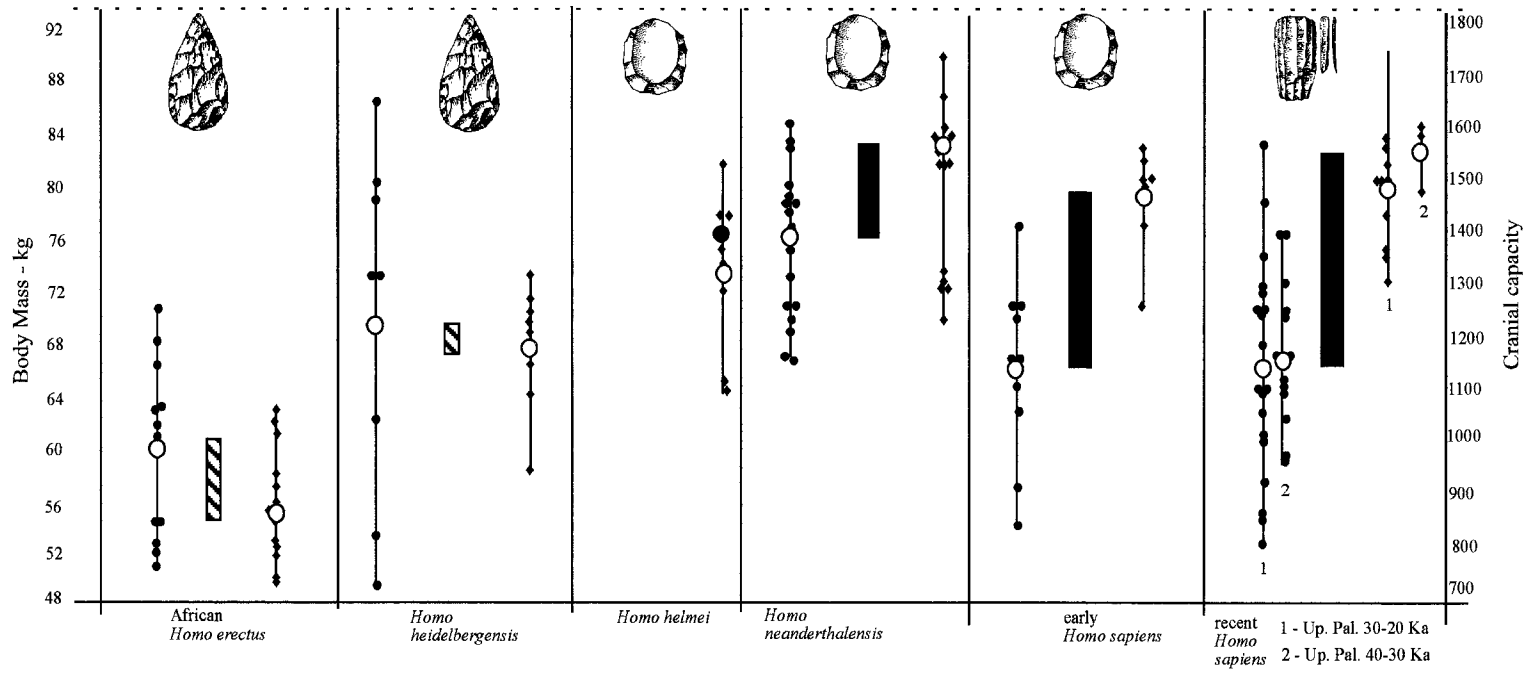 Body Mass - kg
92
88
84
80
76
72
68
64
60
56
52
48
1800
1700
1600
1500
1400
1300
1200
1100
1000
900
800
700
Cranial capacity
1
2
1
2
African
Homo erectus
Homo
heidelbergensis
Homo helmei
Homo
neanderthalensis
early
Homo sapiens
recent
Homo
sapiens
1 - Up. Pal. 30-20 Ka
2 - Up. Pal. 40-30 Ka